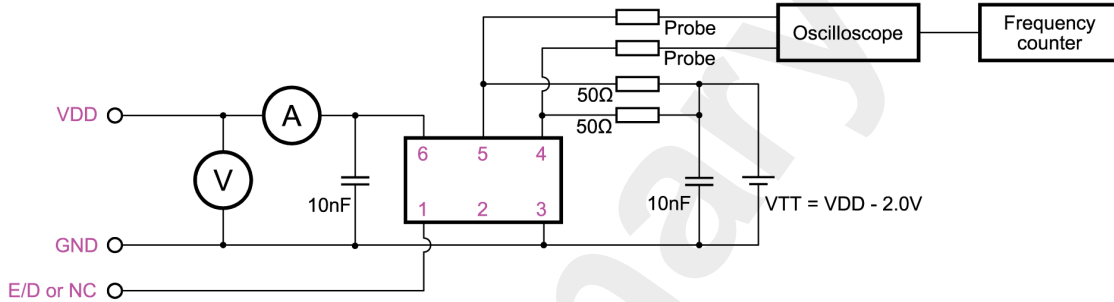 Probe
Oscilloscope
Frequency
counter
Probe
50Ω
50Ω
VDD
A
V
10nF
6 5 4
1 2 3
10nF
VTT = VDD - 2.0V
GND
E/D or NC